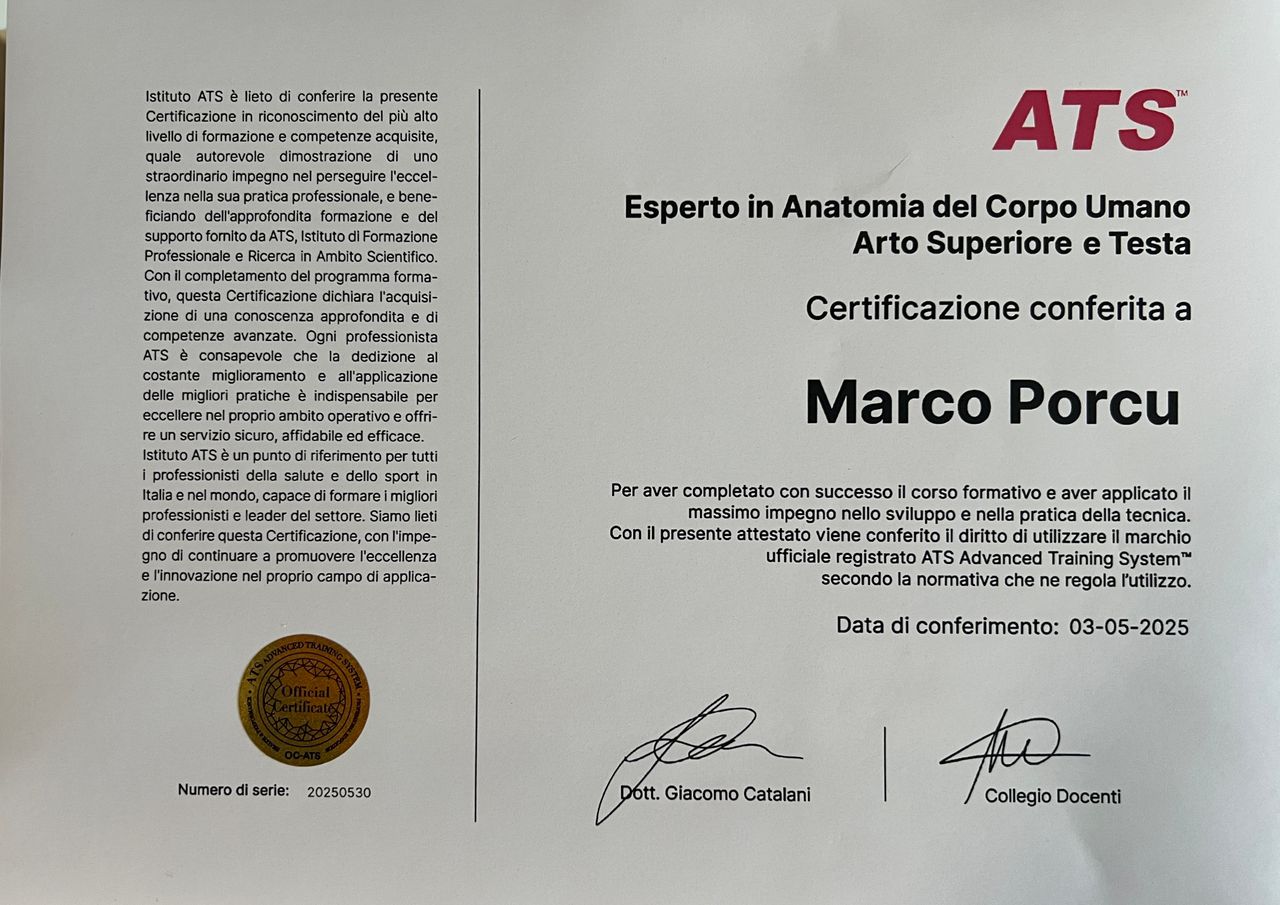 Istituto ATS è lieto di conferire la presente
Certificazione in riconoscimento del più alto
livello di formazione e competenze acquisite,
quale autorevole dimostrazione di uno
straordinario impegno nel perseguire l'eccel-
lenza nella sua pratica professionale, e bene-
ficiando dell'approfondita formazione e del
supporto fornito da ATS, Istituto di Formazione
Professionale e Ricerca in Ambito Scientifico.
Con il completamento del programma forma-
tivo, questa Certificazione dichiara l'acquisi-
zione di una conoscenza approfondita e di
competenze avanzate. Ogni professionista
ATS è consapevole che la dedizione al
costante miglioramento e all'applicazione
delle migliori pratiche è indispensabile per
eccellere nel proprio ambito operativo e offri-
re un servizio sicuro, affidabile ed efficace.
Istituto ATS è un punto di riferimento per tutti
i professionisti della salute e dello sport in
Italia e nel mondo, capace di formare i migliori
professionisti e leader del settore. Siamo lieti
di conferire questa Certificazione, con l'impe-
gno di continuare a promuovere l'eccellenza
e l'innovazione nel proprio campo di applica-
zione.
ATS ADVANCED TRAINING SYSTEM
Official
Certificate
OC-ATS
Numero di serie: 20250530
ATS™
Esperto in Anatomia del Corpo Umano
Arto Superiore e Testa
Certificazione conferita a
Marco Porcu
Per aver completato con successo il corso formativo e aver applicato il
massimo impegno nello sviluppo e nella pratica della tecnica.
Con il presente attestato viene conferito il diritto di utilizzare il marchio
ufficiale registrato ATS Advanced Training System™
secondo la normativa che ne regola l'utilizzo.
Data di conferimento: 03-05-2025
Dott. Giacomo Catalani
Collegio Docenti